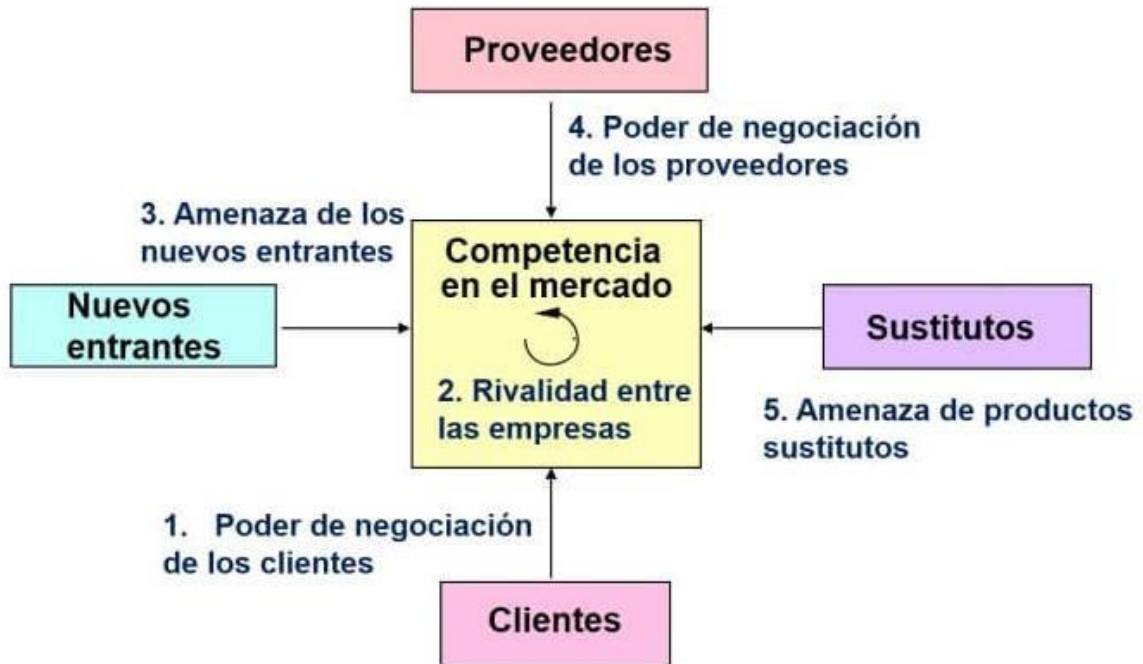 Proveedores
4. Poder de negociación
de los proveedores
3. Amenaza de los
nuevos entrantes
Competencia
en el mercado
Nuevos
entrantes
Sustitutos
2. Rivalidad entre
las empresas
5. Amenaza de productos
sustitutos
1. Poder de negociación
de los clientes
Clientes